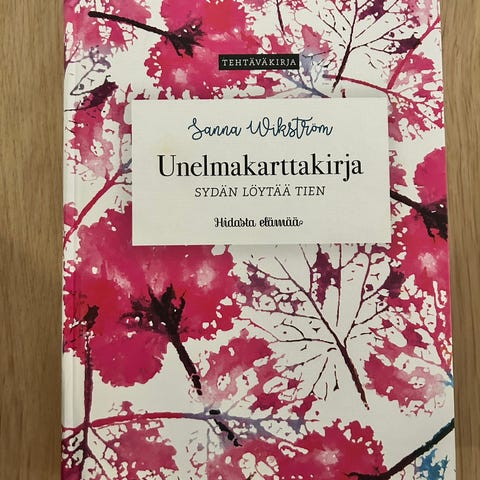 TEHTÄVÄKIRJA
Sanna Wikström
Unelmakarttakirja
SYDÄN LÖYTÄÄ TIEN
Hidasta elämää